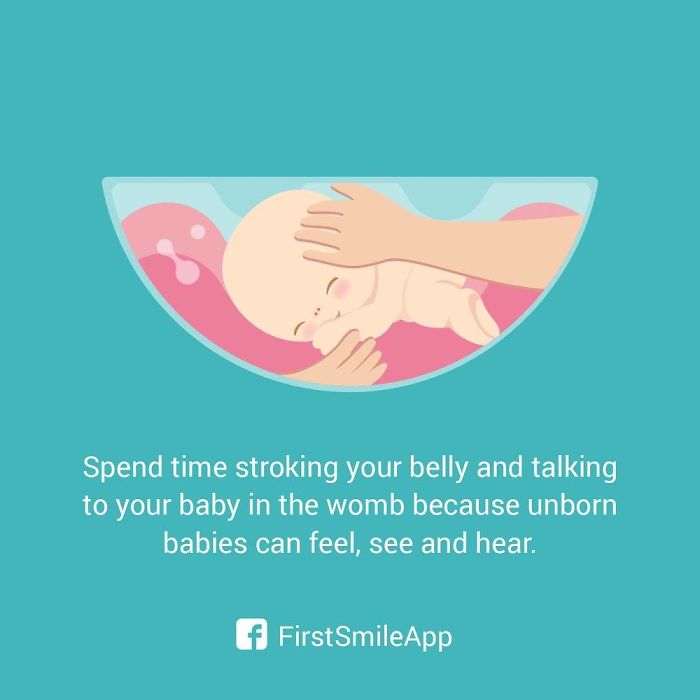 Spend time stroking your belly and talking
to your baby in the womb because unborn
babies can feel, see and hear.
FirstSmileApp